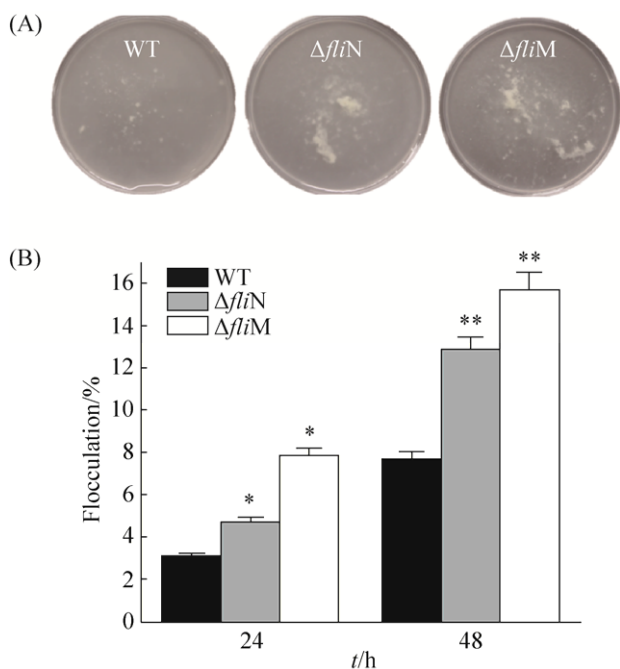 (A)
WT
ΔfliN
ΔfliM
(B)
WT
ΔfliN
ΔfliM
**
**
*
*
16
14
12
10
8
6
4
2
0
Flocculation/%
24
48
t/h